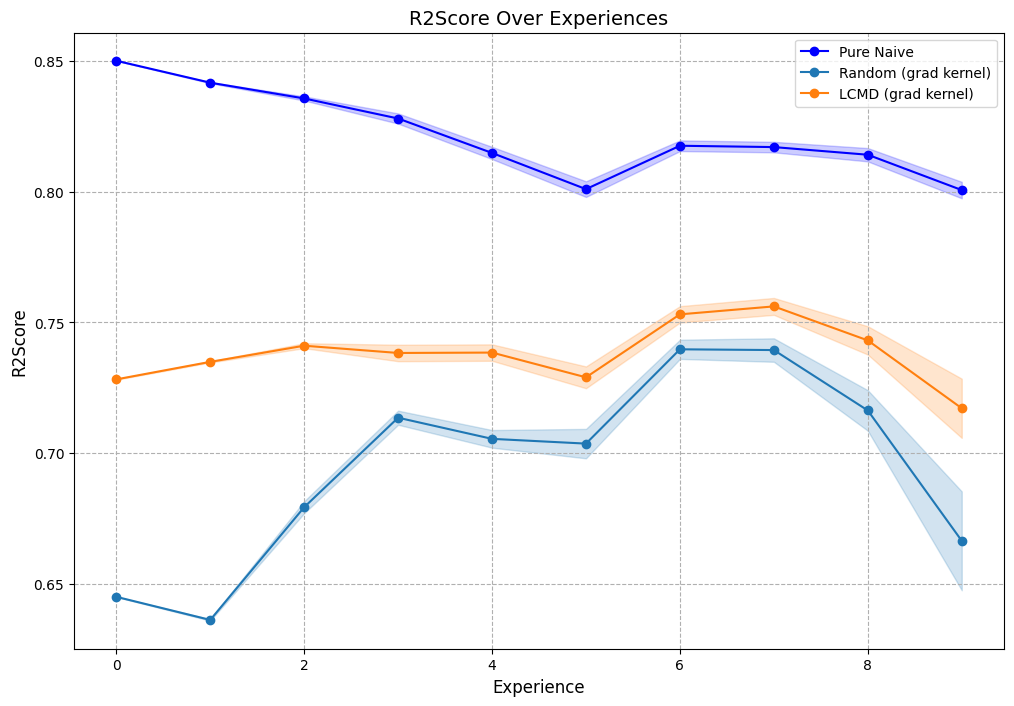 R2Score Over Experiences
Pure Naive
Random (grad kernel)
LCMD (grad kernel)
R2Score
0.85
0.80
0.75
0.70
0.65
0
2
4
6
8
Experience